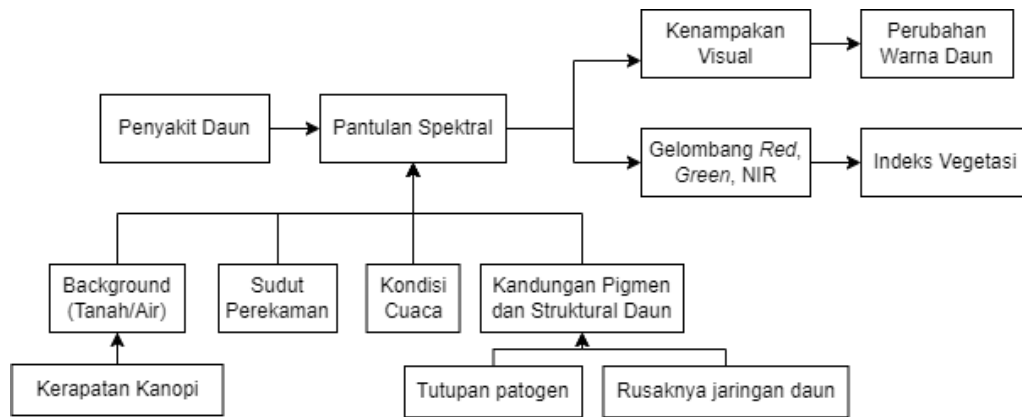 Kenampakan
Visual
Perubahan
Warna Daun
Penyakit Daun
Pantulan Spektral
Gelombang Red,
Green, NIR
Indeks Vegetasi
Background
(Tanah/Air)
Sudut
Perekaman
Kondisi
Cuaca
Kandungan Pigmen
dan Struktural Daun
Kerapatan Kanopi
Tutupan patogen
Rusaknya jaringan daun